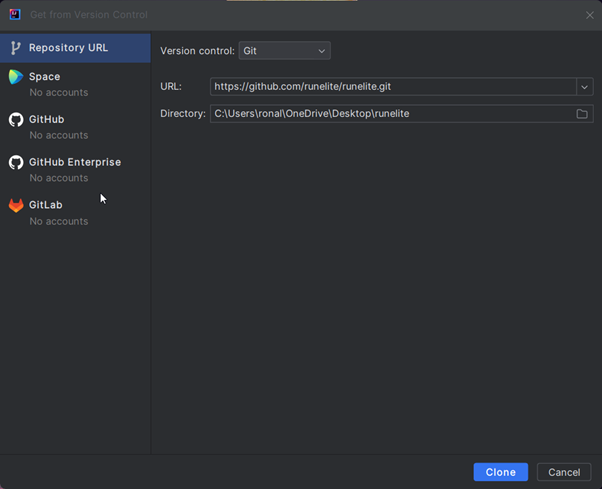 Get from Version Control
Repository URL
Space
No accounts
GitHub
No accounts
GitHub Enterprise
No accounts
GitLab
No accounts
Version control: Git
URL: https://github.com/runelite/runelite.git
Directory: C:\Users\ronal\OneDrive\Desktop\runelite
Clone
Cancel